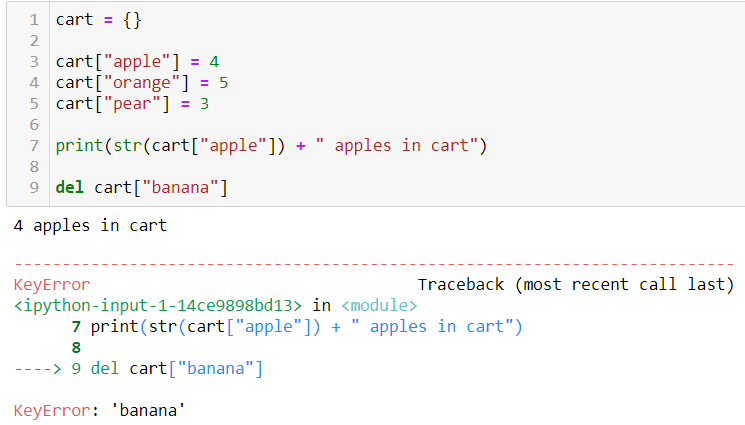 1 cart = {}
2
3 cart["apple"] = 4
4 cart["orange"] = 5
5 cart["pear"] = 3
6
7 print(str(cart["apple"]) + " apples in cart")
8
9 del cart["banana"]
4 apples in cart
---------------------------------------------------------------------------
KeyError                                  Traceback (most recent call last)
<ipython-input-1-14ce9898bd13> in <module>
      7 print(str(cart["apple"]) + " apples in cart")
      8
----> 9 del cart["banana"]
KeyError: 'banana'